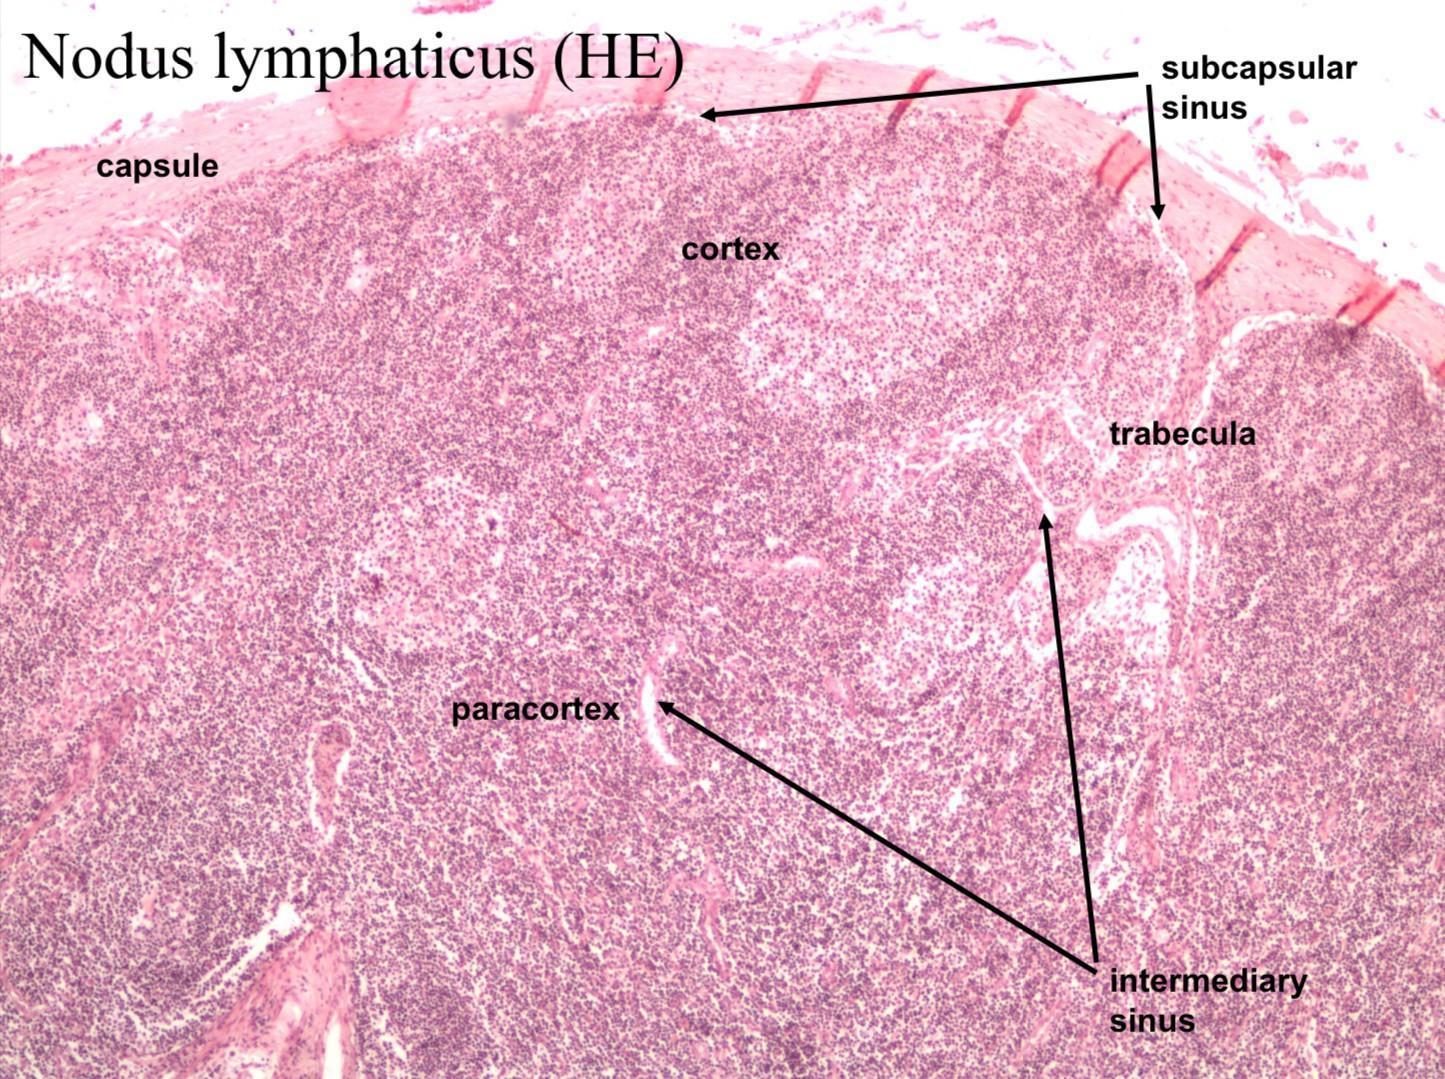 Nodus lymphaticus (HE)
subcapsular
sinus
capsule
cortex
trabecula
paracortex
intermediary
sinus